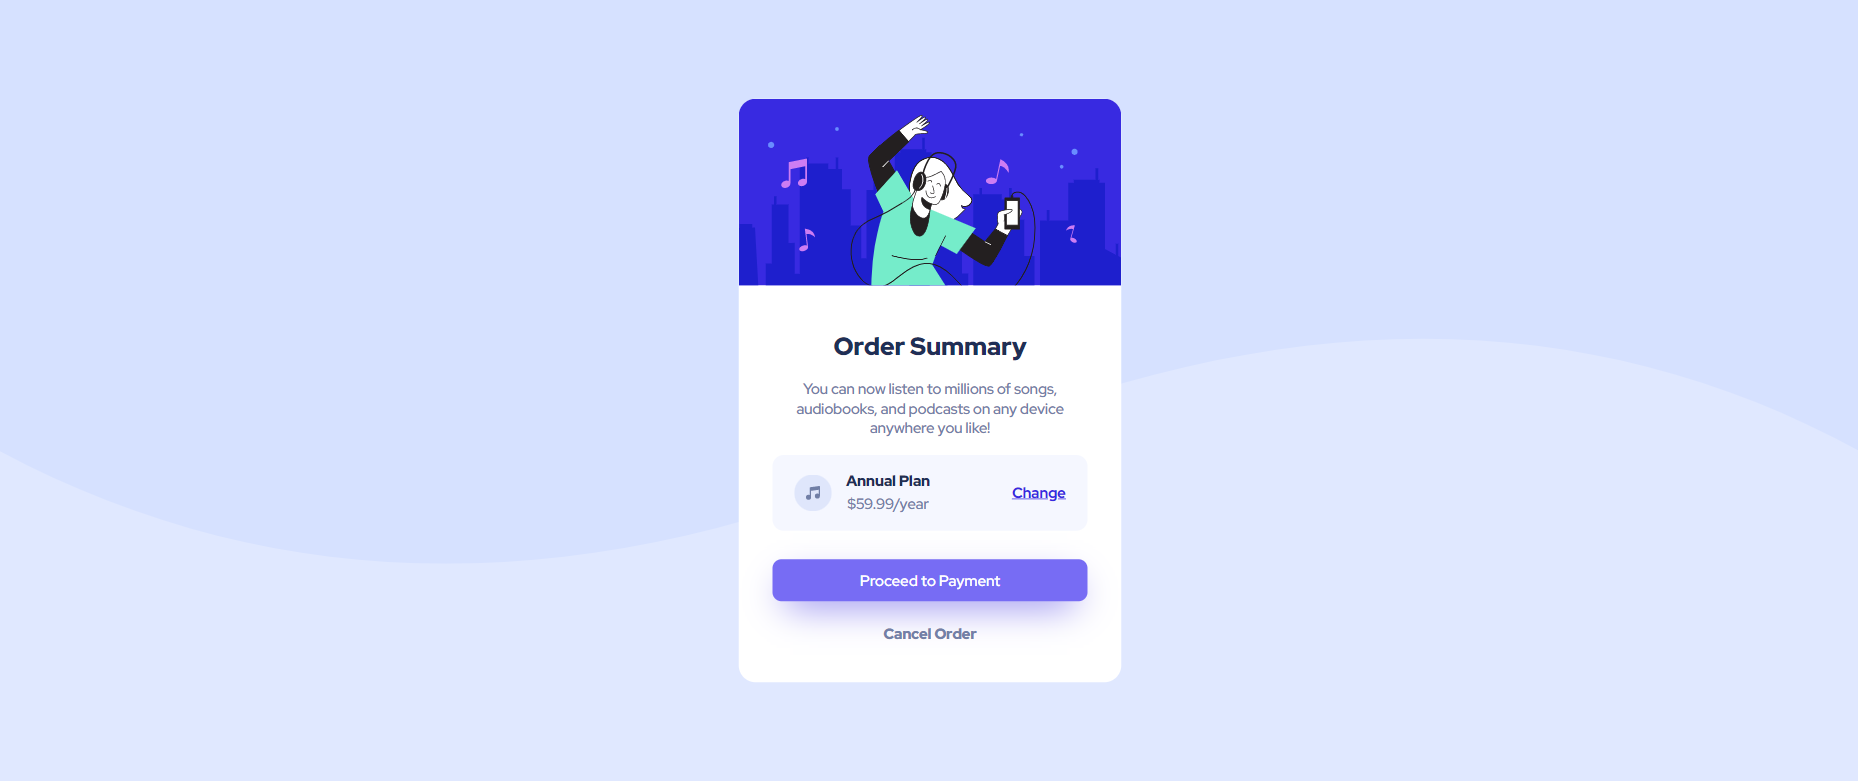 Order Summary
You can now listen to millions of songs,
audiobooks, and podcasts on any device
anywhere you like!
Annual Plan
$59.99/year
Change
Proceed to Payment
Cancel Order